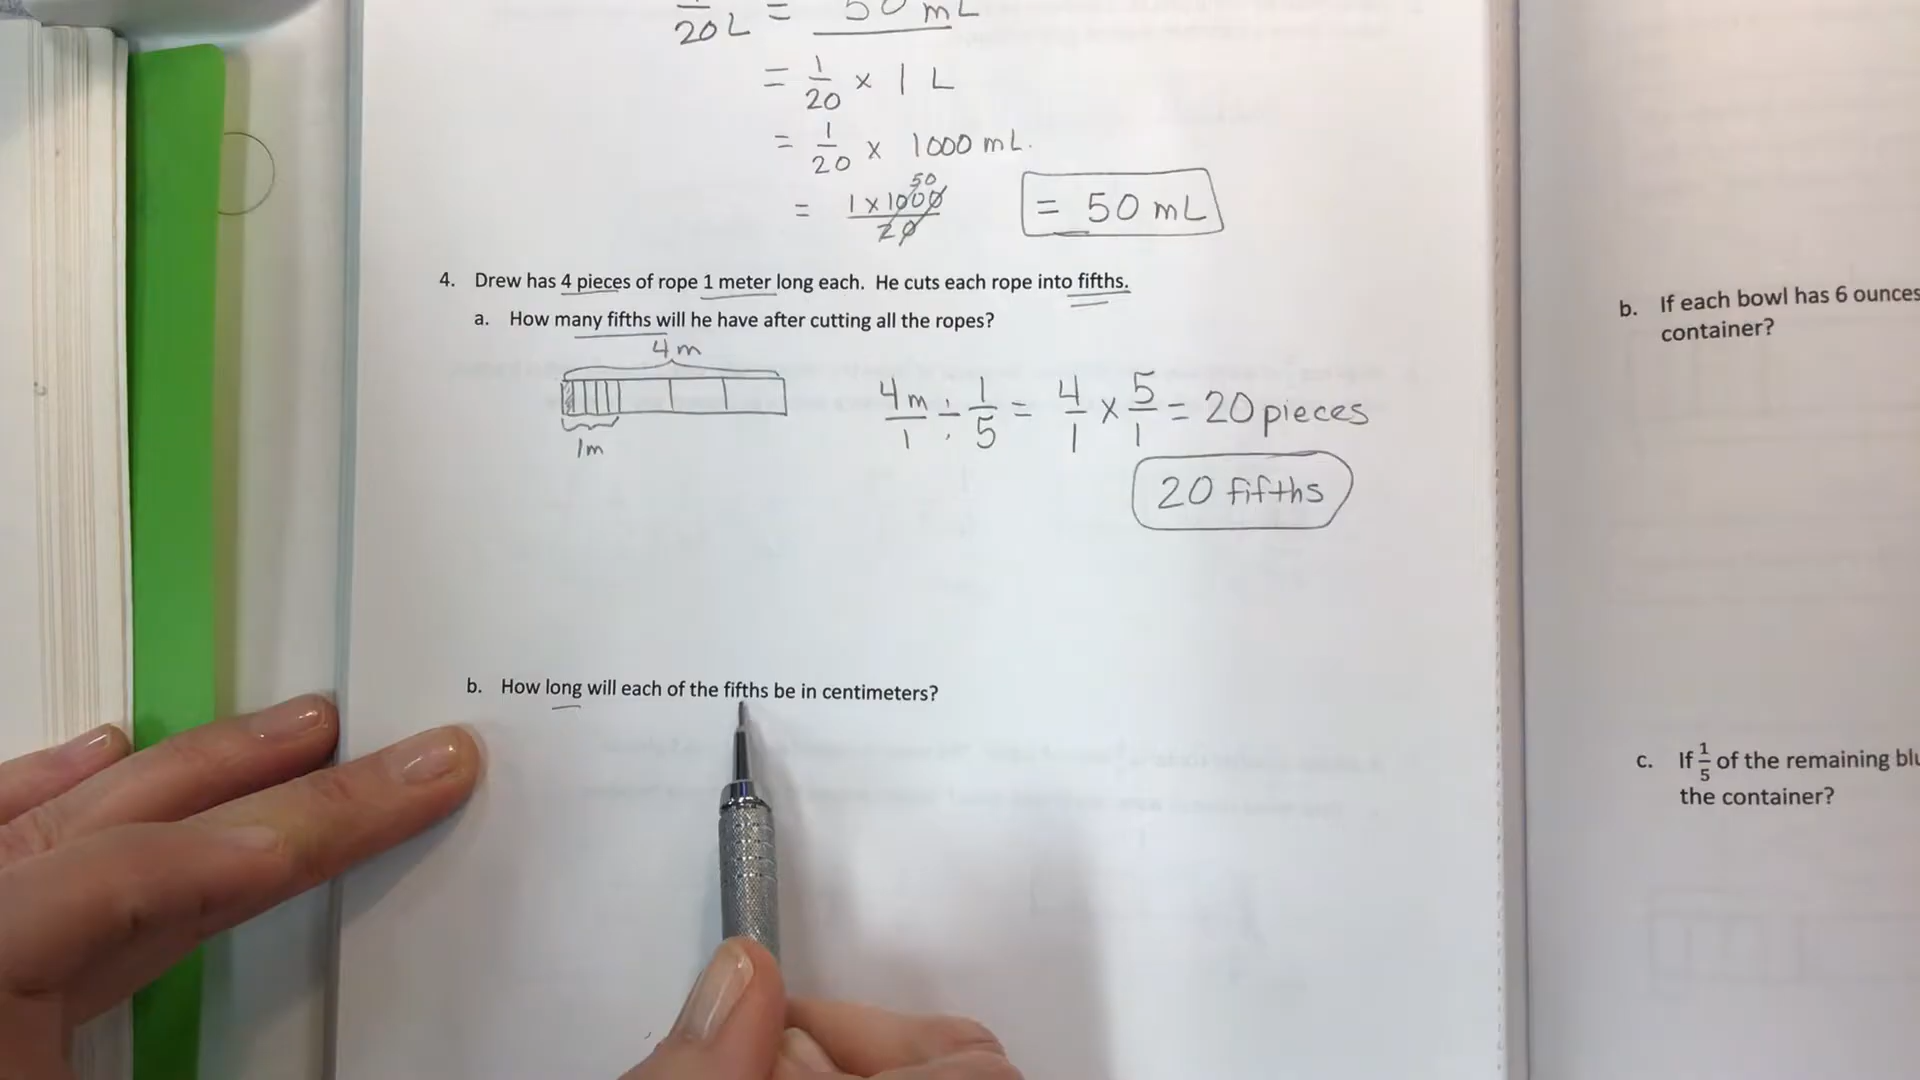 20 L = 50 mL
= 1/20 × 1 L
= 1/20 × 1000 mL.
50
= 1 × 1000/20 = 50 mL
4. Drew has 4 pieces of rope 1 meter long each. He cuts each rope into fifths.
a. How many fifths will he have after cutting all the ropes?
4 m
1m
4m/1 ÷ 1/5 = 4/1 × 5/1 = 20 pieces
20 fifths
b. How long will each of the fifths be in centimeters?
b. If each bowl has 6 ounces
container?
c. If 1/5 of the remaining
the container?